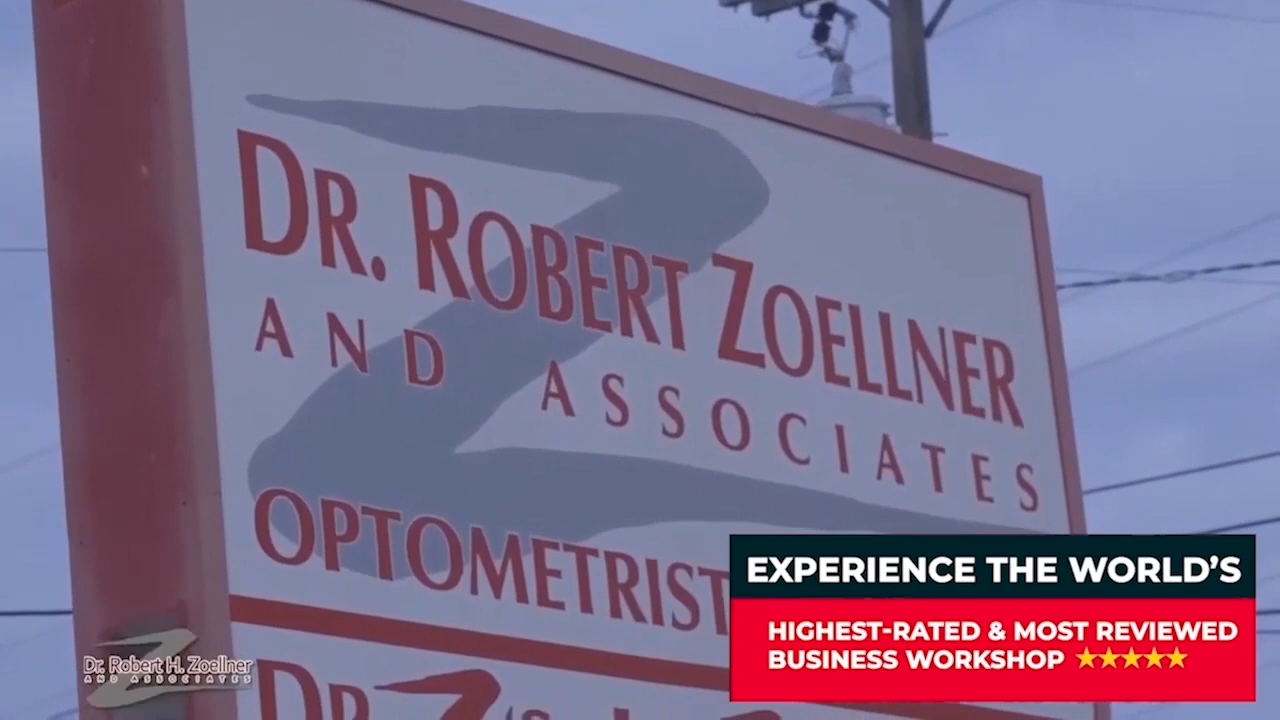 DR. ROBERT ZOELLNER
AND ASSOCIATES
OPTOMETRIST
DR
EXPERIENCE THE WORLD'S
HIGHEST-RATED & MOST REVIEWED
BUSINESS WORKSHOP
Dr. Robert H. Zoellner
AND ASSOCIATES